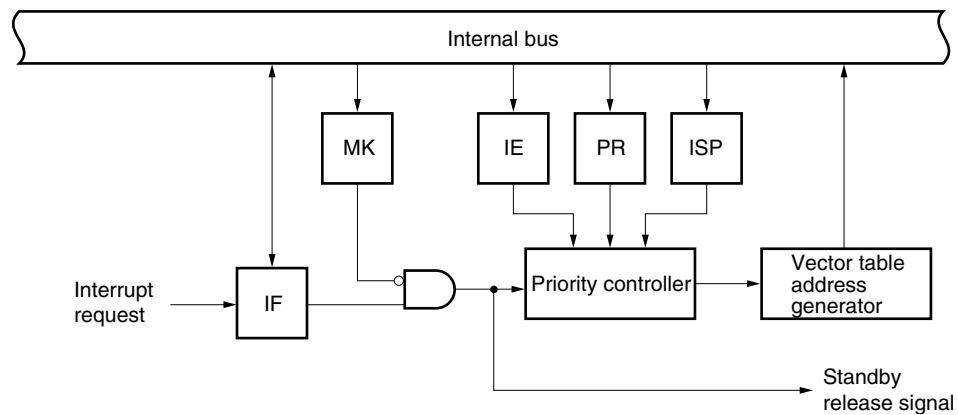 Internal bus
MK
IE
PR
ISP
Interrupt
request
IF
Priority controller
Vector table
address
generator
Standby
release signal